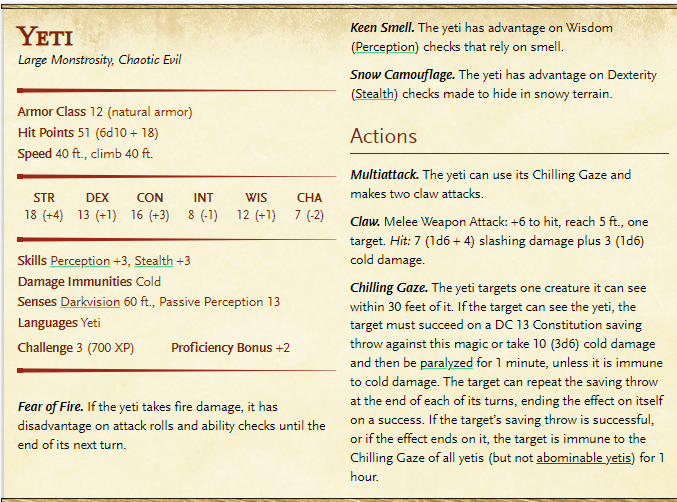 YETI
Large Monstrosity, Chaotic Evil
Armor Class 12 (natural armor)
Hit Points 51 (6d10 + 18)
Speed 40 ft., climb 40 ft.
STR DEX CON INT WIS CHA
18 (+4) 13 (+1) 16 (+3) 8 (-1) 12 (+1) 7 (-2)
Skills Perception +3, Stealth +3
Damage Immunities Cold
Senses Darkvision 60 ft., Passive Perception 13
Languages Yeti
Challenge 3 (700 XP) Proficiency Bonus +2
Fear of Fire. If the yeti takes fire damage, it has
disadvantage on attack rolls and ability checks until the
end of its next turn.
Keen Smell. The yeti has advantage on Wisdom
(Perception) checks that rely on smell.
Snow Camouflage. The yeti has advantage on Dexterity
(Stealth) checks made to hide in snowy terrain.
Actions
Multiattack. The yeti can use its Chilling Gaze and
makes two claw attacks.
Claw. Melee Weapon Attack: +6 to hit, reach 5 ft., one
target. Hit: 7 (1d6 + 4) slashing damage plus 3 (1d6)
cold damage.
Chilling Gaze. The yeti targets one creature it can see
within 30 feet of it. If the target can see the yeti, the
target must succeed on a DC 13 Constitution saving
throw against this magic or take 10 (3d6) cold damage
and then be paralyzed for 1 minute, unless it is immune
to cold damage. The target can repeat the saving throw
at the end of each of its turns, ending the effect on itself
on a success. If the target's saving throw is successful,
or if the effect ends on it, the target is immune to the
Chilling Gaze of all yetis (but not abominable yetis) for 1
hour.